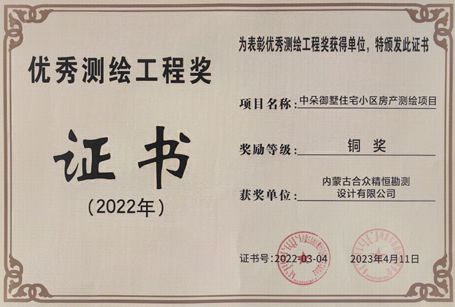 优秀测绘工程奖
证书
(2022年)
为表彰优秀测绘工程奖获得单位，特颁发此证书
项目名称：中朵御墅住宅小区房产测绘项目
奖励等级：铜 奖
获奖单位：内蒙古合众精恒勘测
设计有限公司
证书号：2022-03-04
2023年4月11日